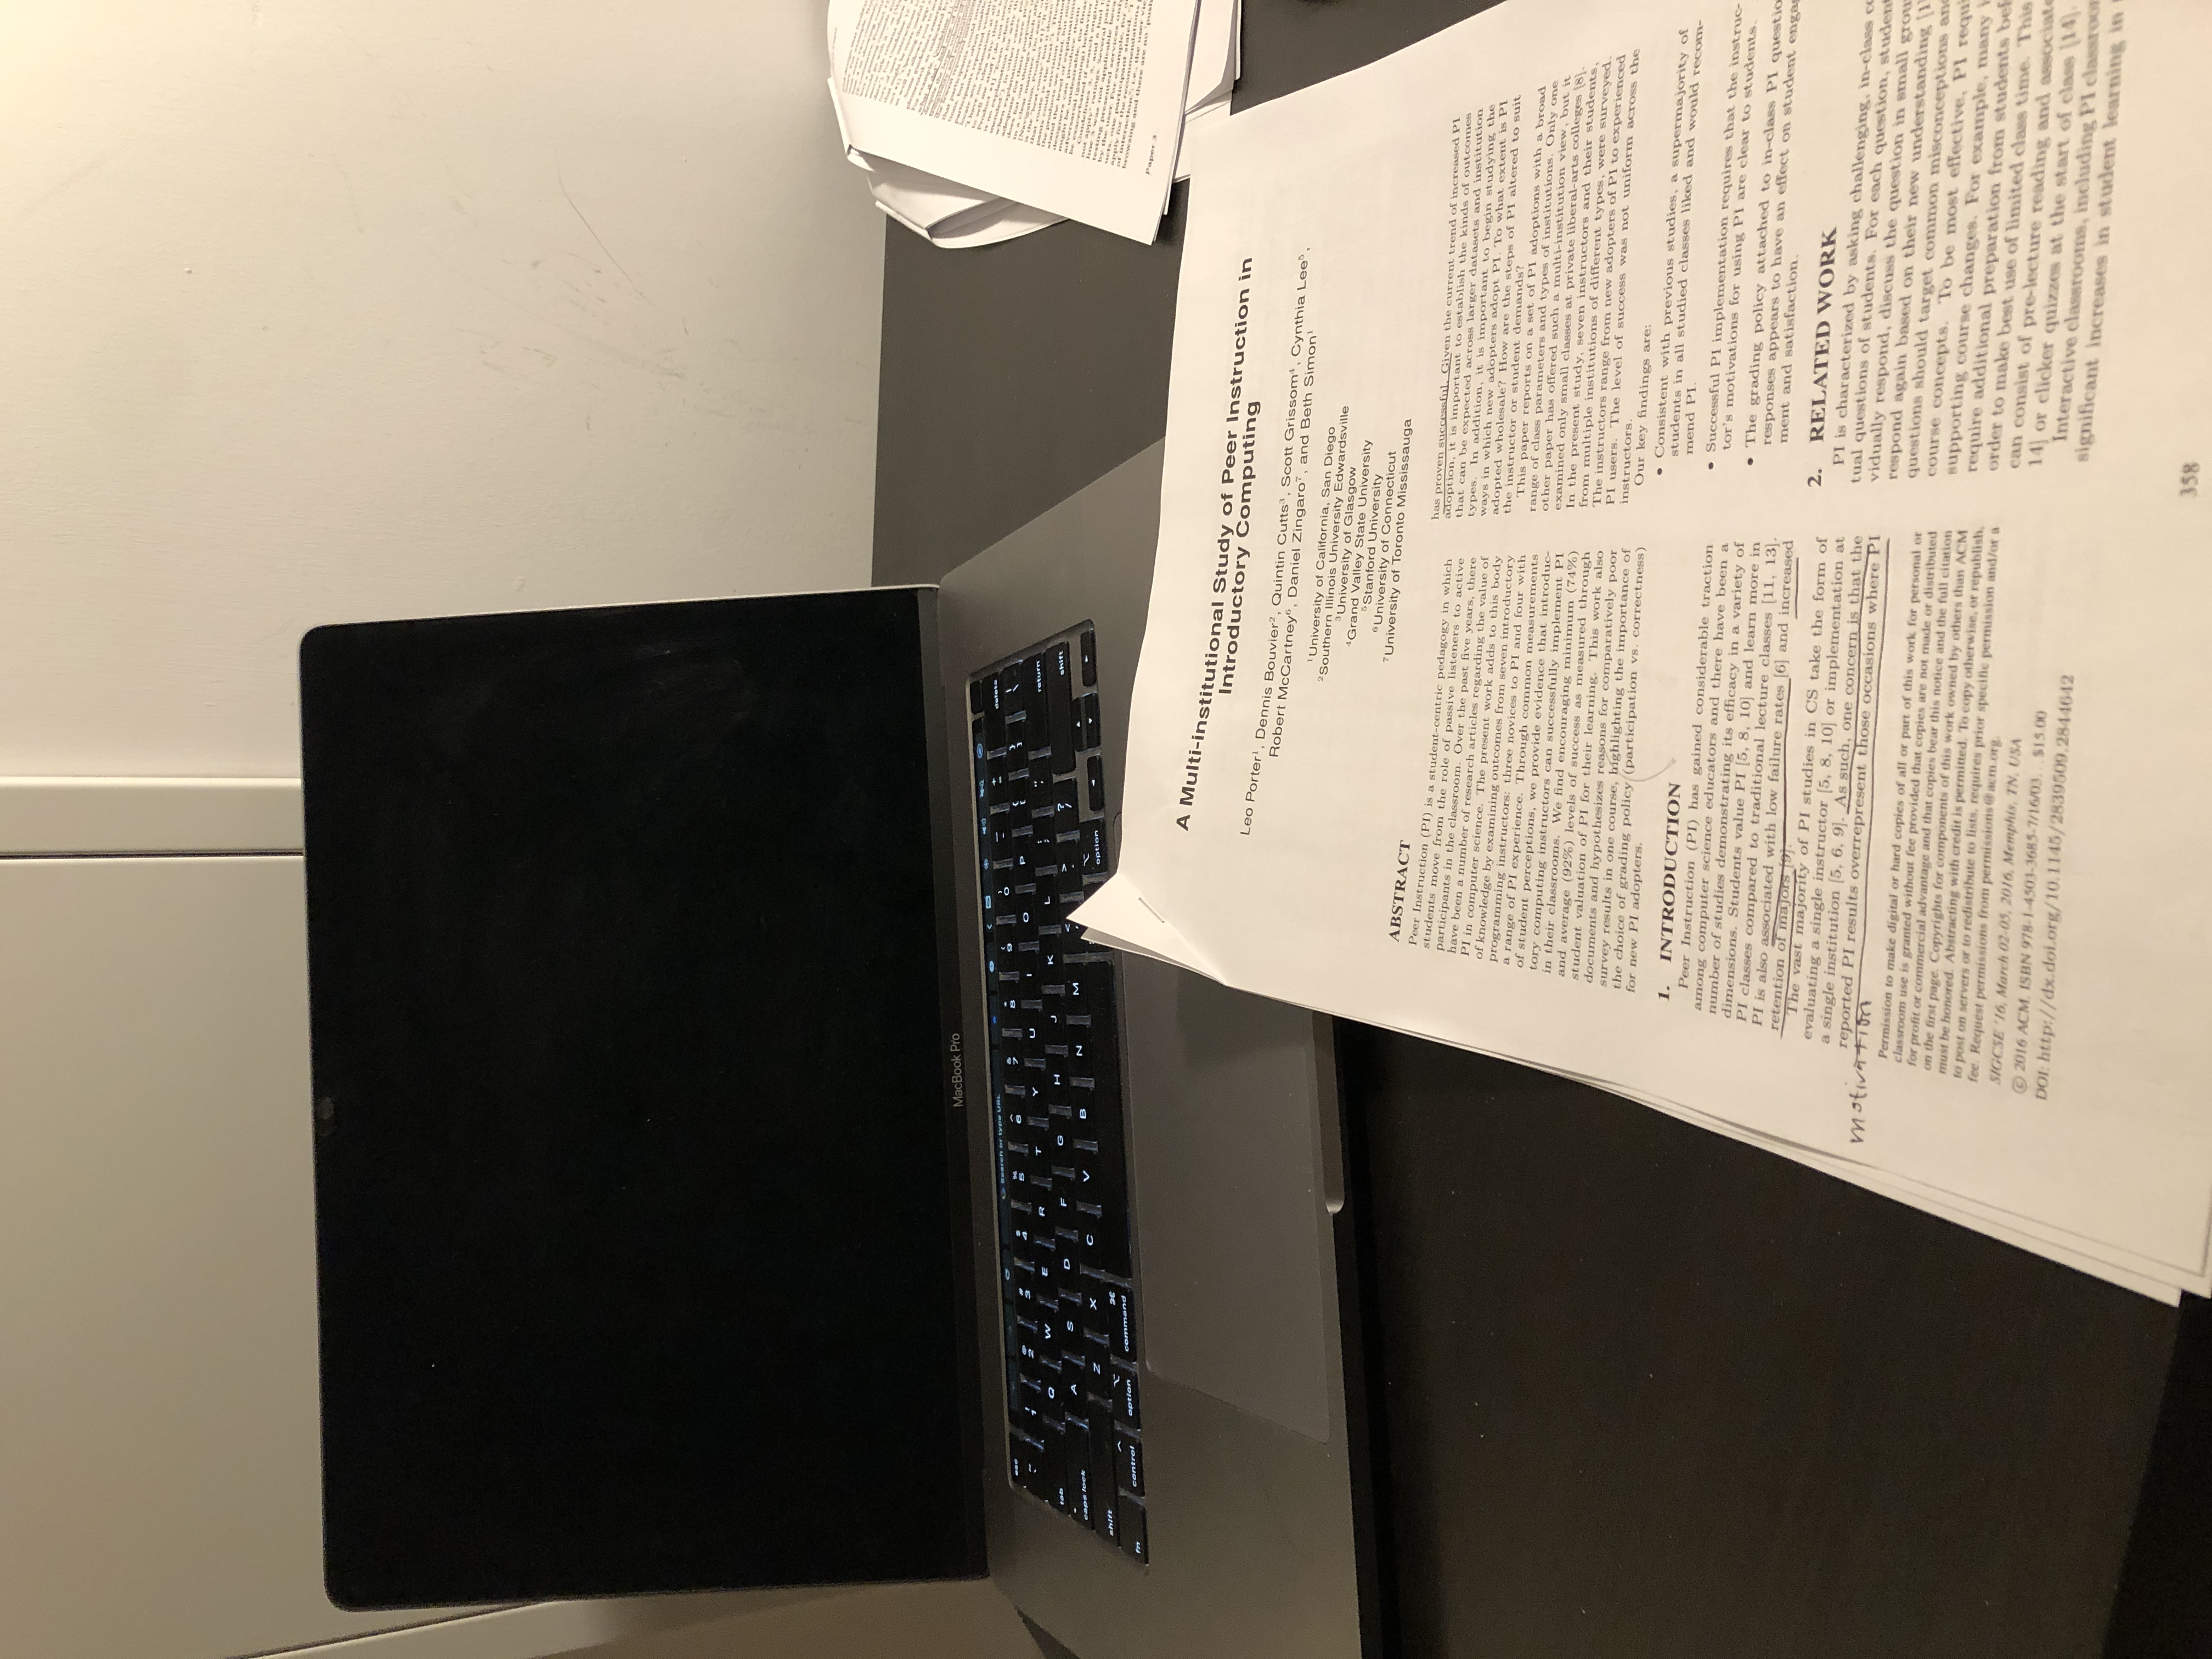 MacBook Pro
esc
Search or type URL
~ ! @ # $ % ^ & * ( ) — +
1 2 3 4 5 6 7 8 9 0 delete
tab Q W E R T Y U I O P { } | \
caps lock A S D F G H J K L : ; " ' return
shift Z X C V B N M < > ? / shift
fn control option command option
A Multi-institutional Study of Peer Instruction in
Introductory Computing
Leo Porter¹, Dennis Bouvier², Quintin Cutts³, Scott Grissom⁴, Cynthia Lee⁵,
Robert McCartney⁶, Daniel Zingaro⁷, and Beth Simon¹
¹University of California, San Diego
²Southern Illinois University Edwardsville
³University of Glasgow
⁴Grand Valley State University
⁵Stanford University
⁶University of Connecticut
⁷University of Toronto Mississauga
ABSTRACT
Peer Instruction (PI) is a student-centric pedagogy in which
students move from the role of passive listeners to active
participants in the classroom. Over the past five years, there
have been a number of research articles regarding the value of
PI in computer science. The present work adds to this body
of knowledge by examining outcomes from seven introductory
programming instructors: three novices to PI and four with
a range of PI experience. Through common measurements
of student perceptions, we provide evidence that introduc-
tory computing instructors can successfully implement PI
in their classrooms. We find encouraging minimum (74%)
and average (92%) levels of success as measured through
student valuation of PI for their learning. This work also
documents and hypothesizes reasons for comparatively poor
survey results in one course, highlighting the importance of
the choice of grading policy (participation vs. correctness)
for new PI adopters.
1. INTRODUCTION
Peer Instruction (PI) has gained considerable traction
among computer science educators and there have been a
number of studies demonstrating its efficacy in a variety of
dimensions. Students value PI [5, 8, 10] and learn more in
PI classes compared to traditional lecture classes [11, 13].
PI is also associated with low failure rates [6] and increased
retention of majors [9].
The vast majority of PI studies in CS take the form of
evaluating a single instructor [5, 8, 10] or implementation at
a single institution [5, 6, 9]. As such, one concern is that the
reported PI results overrepresent those occasions where PI
motivation
Permission to make digital or hard copies of all or part of this work for personal or
classroom use is granted without fee provided that copies are not made or distributed
for profit or commercial advantage and that copies bear this notice and the full citation
on the first page. Copyrights for components of this work owned by others than ACM
must be honored. Abstracting with credit is permitted. To copy otherwise, or republish,
to post on servers or to redistribute to lists, requires prior specific permission and/or a
fee. Request permissions from permissions@acm.org.
SIGCSE '16, March 02-05, 2016, Memphis, TN, USA
© 2016 ACM. ISBN 978-1-4503-3685-7/16/03...$15.00
DOI: http://dx.doi.org/10.1145/2839509.2844642
has proven successful. Given the current trend of increased PI
adoption, it is important to establish the kinds of outcomes
that can be expected across larger datasets and institution
types. In addition, it is important to begin studying the
ways in which new adopters adopt PI. To what extent is PI
adopted wholesale? How are the steps of PI altered to suit
the instructor or student demands?
This paper reports on a set of PI adoptions with a broad
range of class parameters and types of institutions. Only one
other paper has offered such a multi-institution view, but it
examined only small classes at private liberal-arts colleges [8].
In the present study, seven instructors and their students,
from multiple institutions of different types, were surveyed.
The instructors range from new adopters of PI to experienced
PI users. The level of success was not uniform across the
instructors.
Our key findings are:
• Consistent with previous studies, a supermajority of
students in all studied classes liked and would recom-
mend PI.
• Successful PI implementation requires that the instruc-
tor's motivations for using PI are clear to students.
• The grading policy attached to in-class PI questio
responses appears to have an effect on student engag
ment and satisfaction.
2. RELATED WORK
PI is characterized by asking challenging, in-class co
tual questions of students. For each question, student
vidually respond, discuss the question in small grou
respond again based on their new understanding [1
questions should target common misconceptions and
course concepts. To be most effective, PI requi
supporting course changes. For example, many i
require additional preparation from students bef
order to make best use of limited class time. This
can consist of pre-lecture reading and associate
14] or clicker quizzes at the start of class [14].
Interactive classrooms, including PI classroom
significant increases in student learning in
358
Paper 3